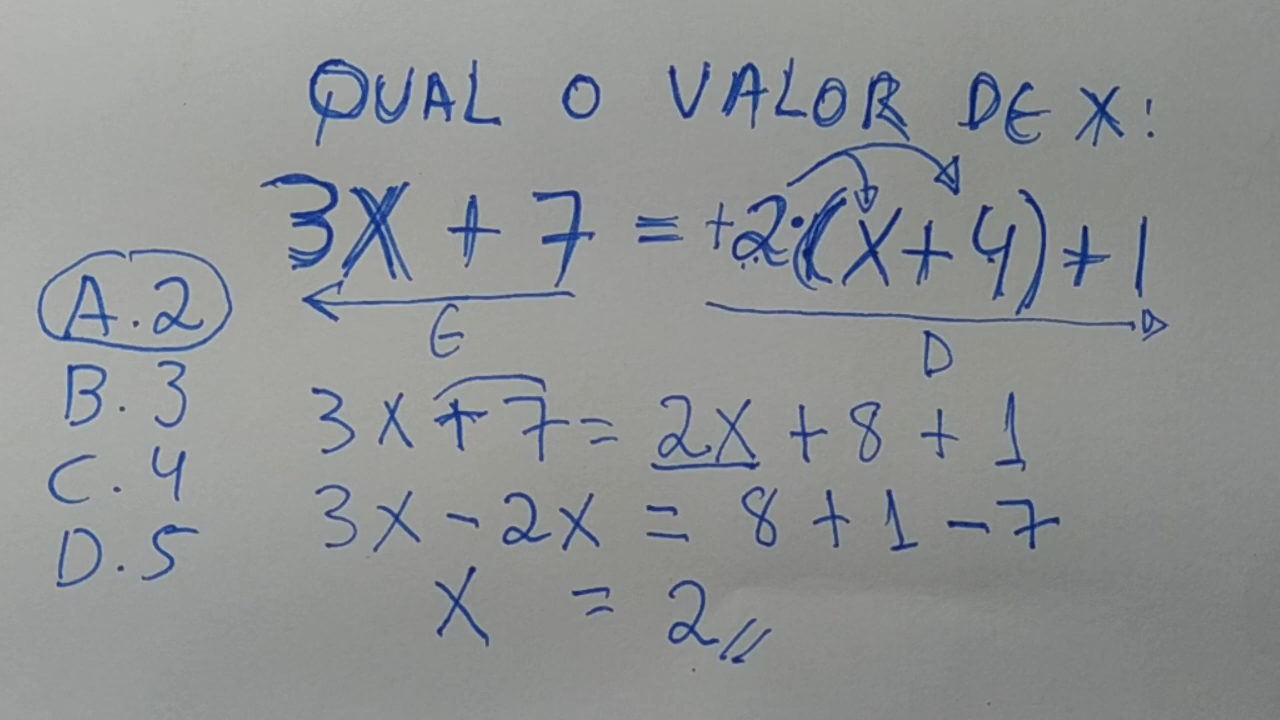 QUAL O VALOR DE X:
3X + 7 = +2·(X+4)+1
E
D
A.2
B.3
C.4
D.5
3X+7= 2X+8+1
3X-2X = 8+1-7
X = 2//